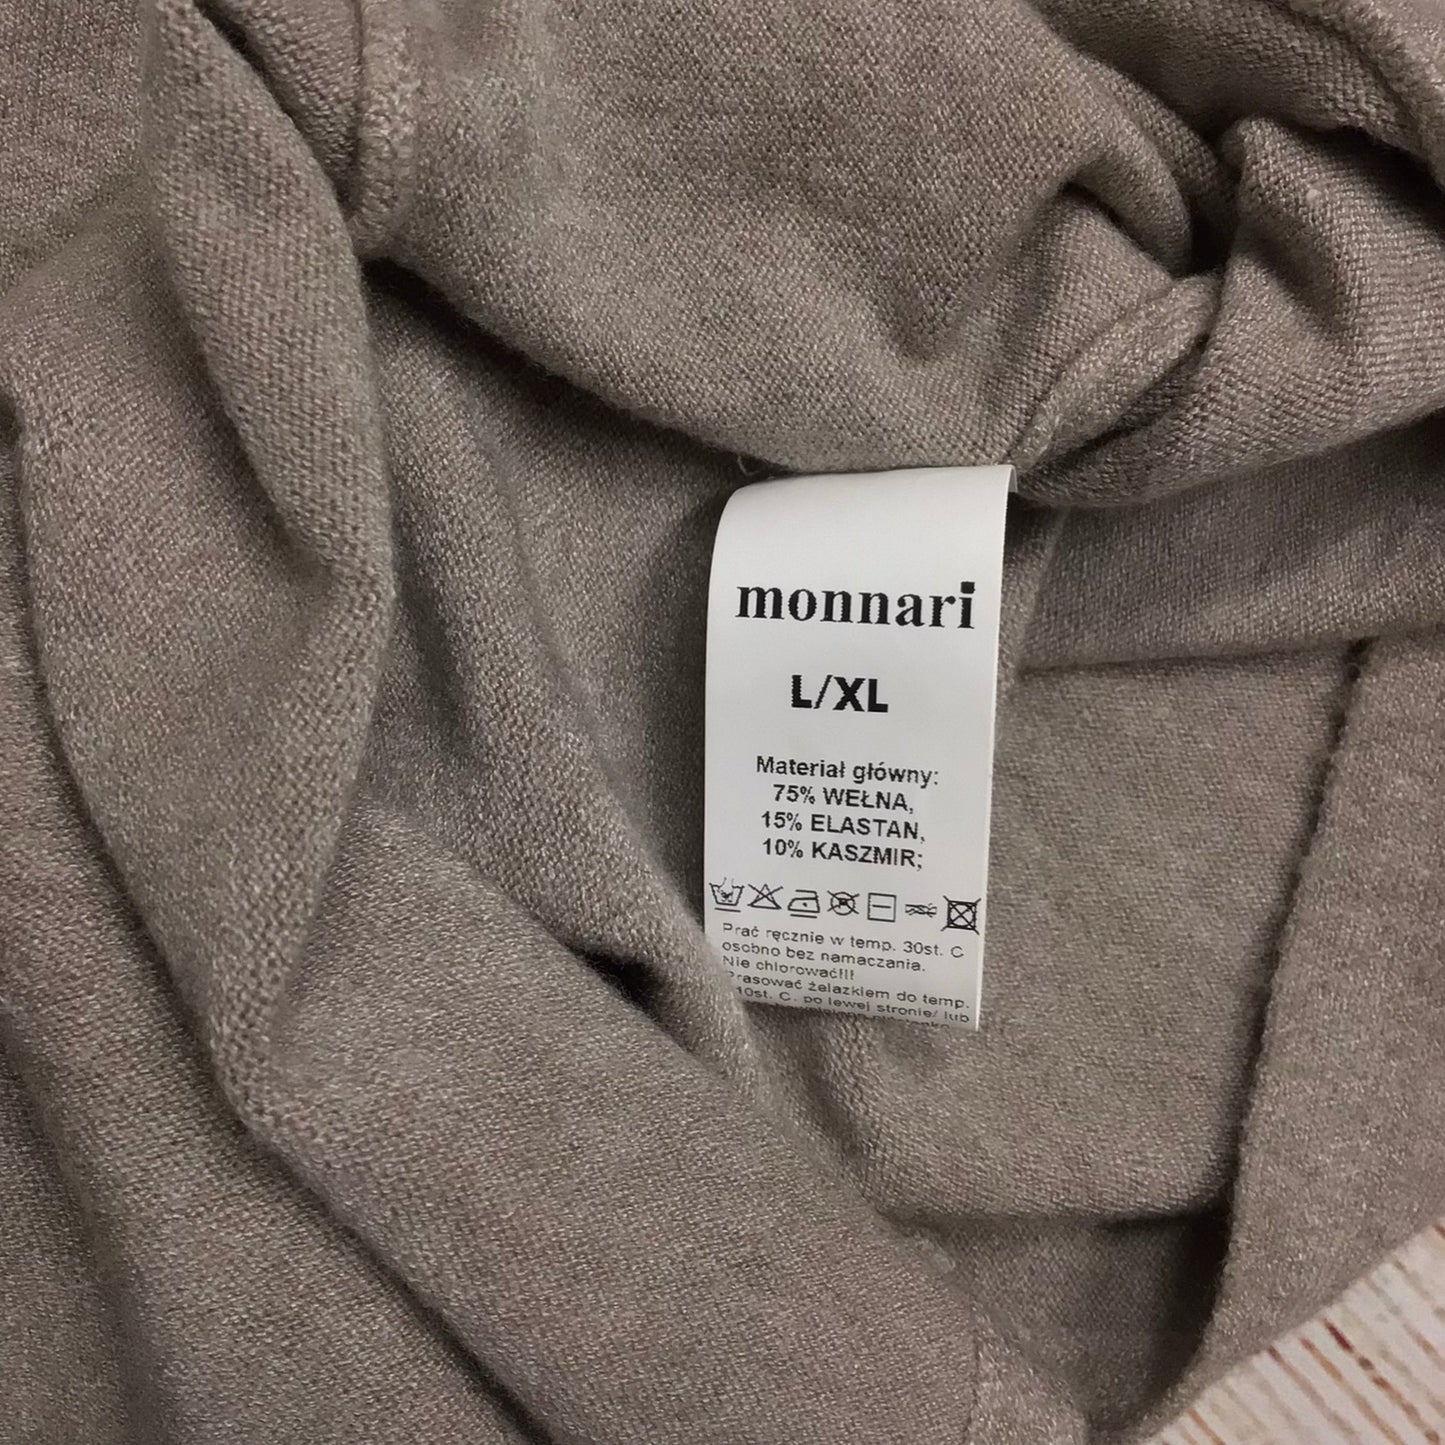 monnari
L/XL
Materiał główny:
75% WEŁNA,
15% ELASTAN,
10% KASZMIR;
Prać ręcznie w temp. 30st. C
osobno bez namaczania.
Nie chlorować!!!
Prasować żelazkiem do temp.
110st. C. po lewej stronie/ lub